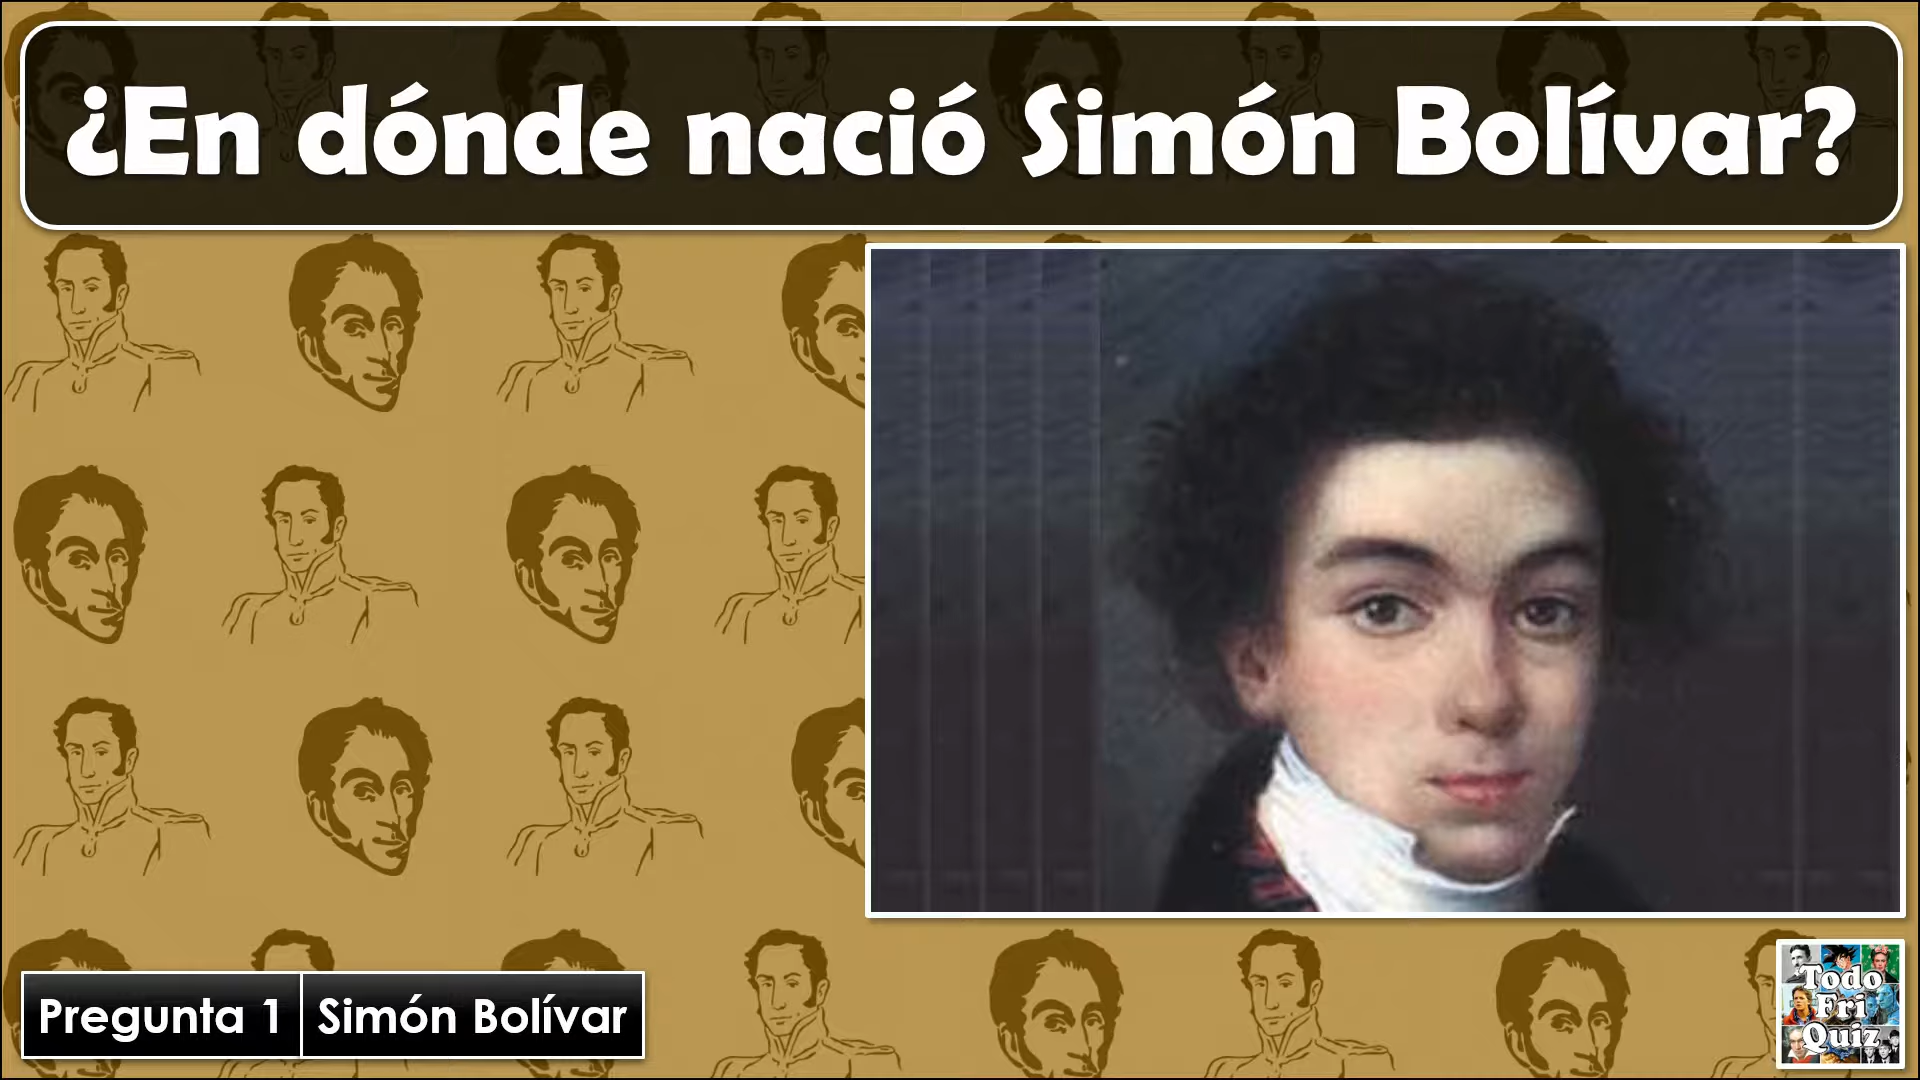 ¿En dónde nació Simón Bolívar?
Pregunta 1
Simón Bolívar
Todo
Fri
Quiz